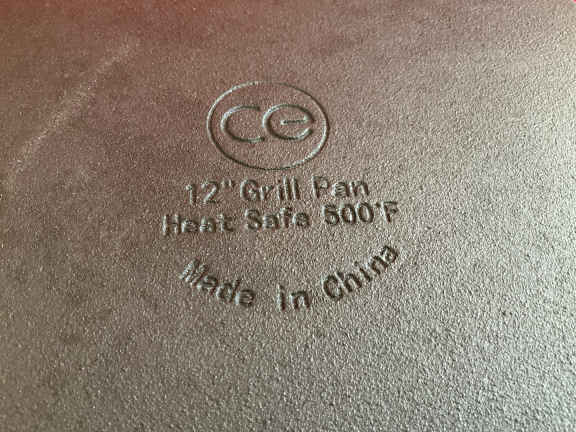 ce
12" Grill Pan
Heat Safe 500°F
Made in China